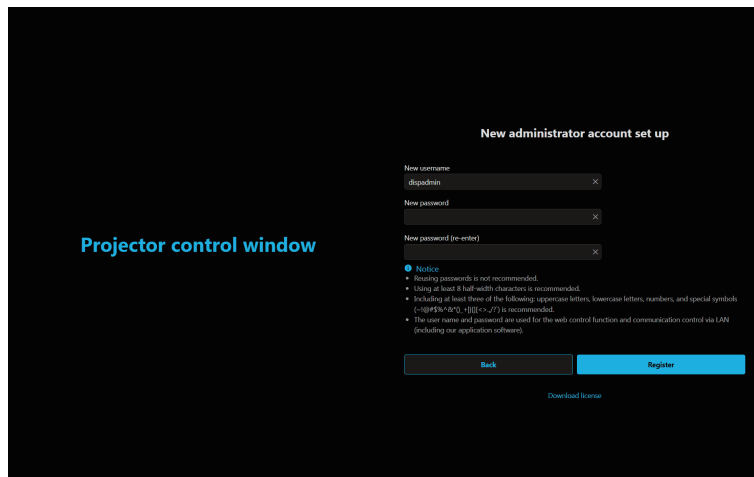 New administrator account set up
New username
dispadmin
New password
Projector control window
New password (re-enter)
Notice
Reusing passwords is not recommended.
Using at least 8 half-width characters is recommended.
Including at least three of the following: uppercase letters, lowercase letters, numbers, and special symbols
is recommended.
The user name and password are used for the web control function and communication control via LAN
(including our application software).
Back
Register
Download license